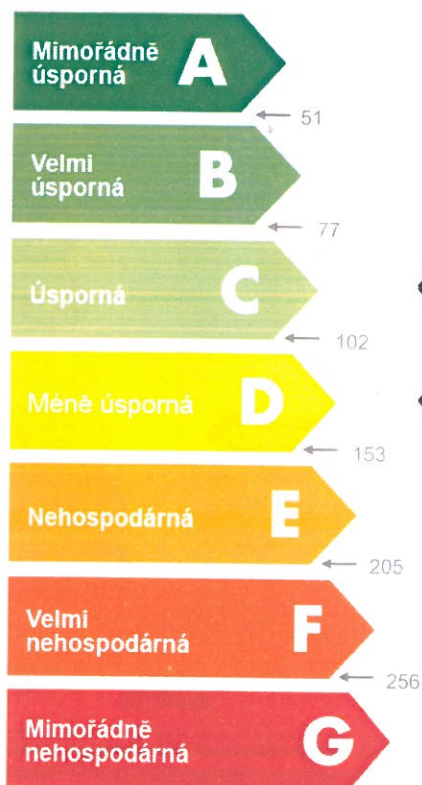 Mimořádně
úsporná
A
51
Velmi
úsporná
B
77
Úsporná
C
102
Méně úsporná
D
153
Nehospodárná
E
205
Velmi
nehospodárná
F
256
Mimořádně
nehospodárná
G